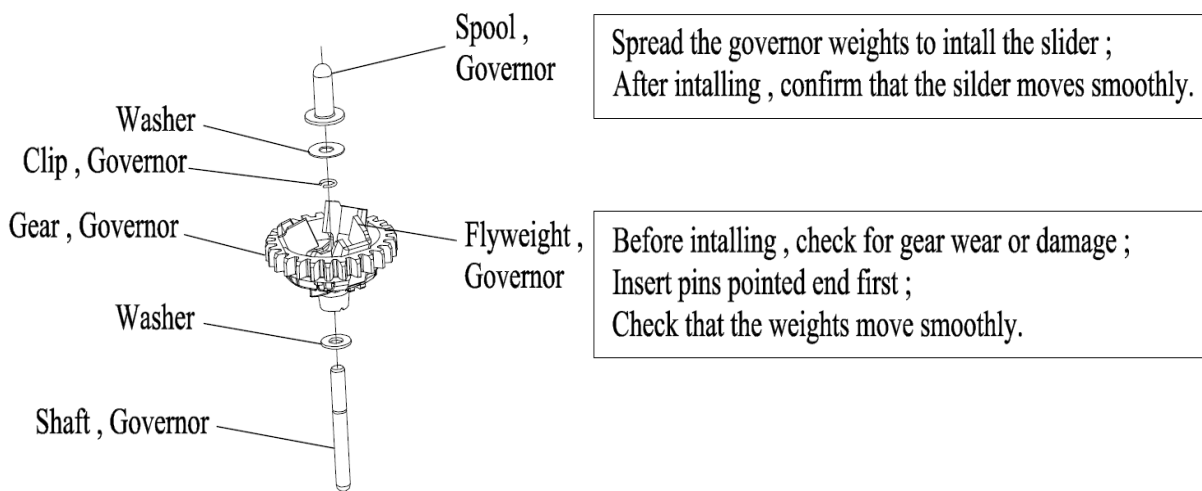 Spool ,
Governor
Washer
Clip , Governor
Gear , Governor
Flyweight ,
Governor
Washer
Shaft , Governor
Spread the governor weights to intall the slider ;
After intalling , confirm that the silder moves smoothly.
Before intalling , check for gear wear or damage ;
Insert pins pointed end first ;
Check that the weights move smoothly.